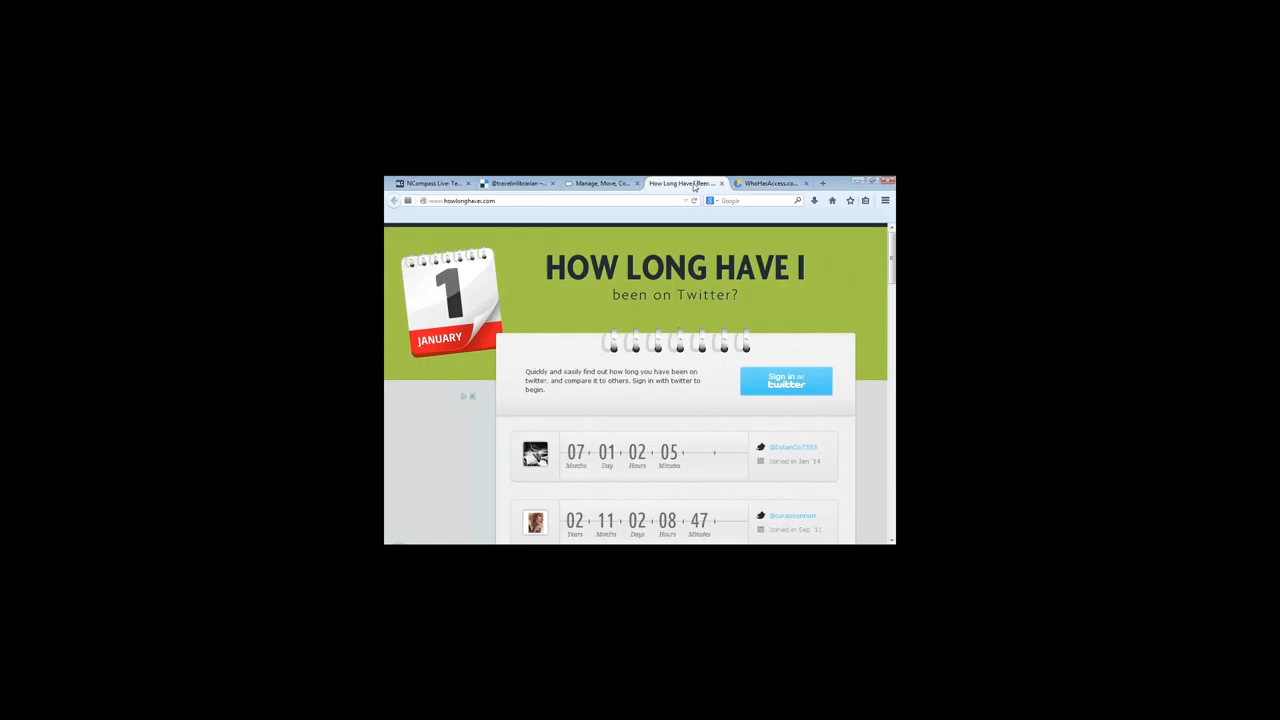 NCompass Live: Te...
@travelinlibrarian –...
Manage, Move, Co...
How Long Have I Been ...
WhoHasAccess.co...
www.howlonghavei.com
Google
HOW LONG HAVE I
been on Twitter?
1
JANUARY
Quickly and easily find out how long you have been on
twitter, and compare it to others. Sign in with twitter to
begin.
Sign in w/
twitter
07 01 02 05
Months Day Hours Minutes
@DylanCo7393
Joined in Jan '14
02 11 02 08 47
Years Months Days Hours Minutes
Joined in Sep '11